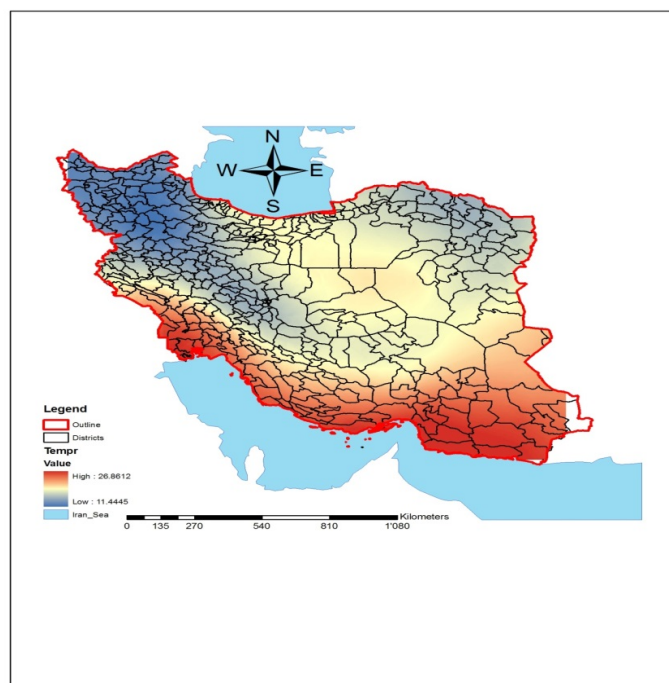 N
W E
S
Legend
Outline
Districts
Tempr
Value
High : 26.8612
Low : 11.4445
Iran_Sea
Kilometers
0 135 270 540 810 1'080